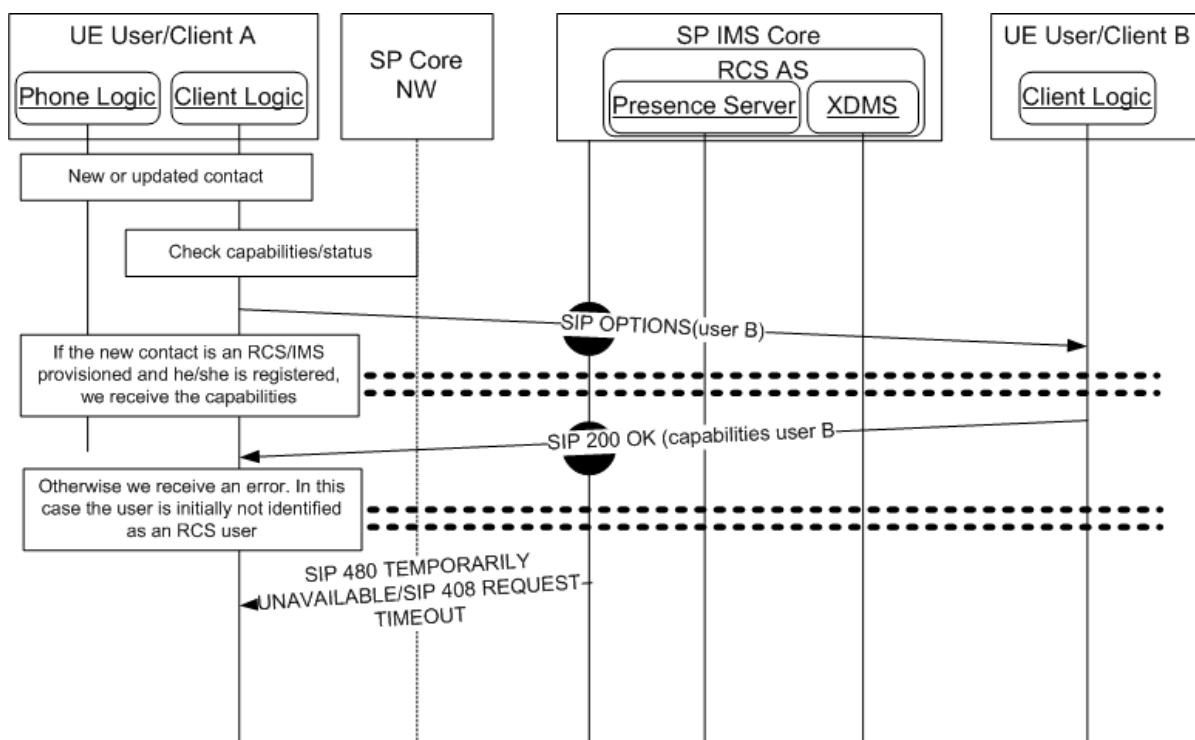 UE User/Client A
Phone Logic
Client Logic
SP Core
NW
SP IMS Core
RCS AS
Presence Server
XDMS
UE User/Client B
Client Logic
New or updated contact
Check capabilities/status
SIP OPTIONS(user B)
If the new contact is an RCS/IMS
provisioned and he/she is registered,
we receive the capabilities
SIP 200 OK (capabilities user B
Otherwise we receive an error. In this
case the user is initially not identified
as an RCS user
SIP 480 TEMPORARILY
UNAVAILABLE/SIP 408 REQUEST
TIMEOUT